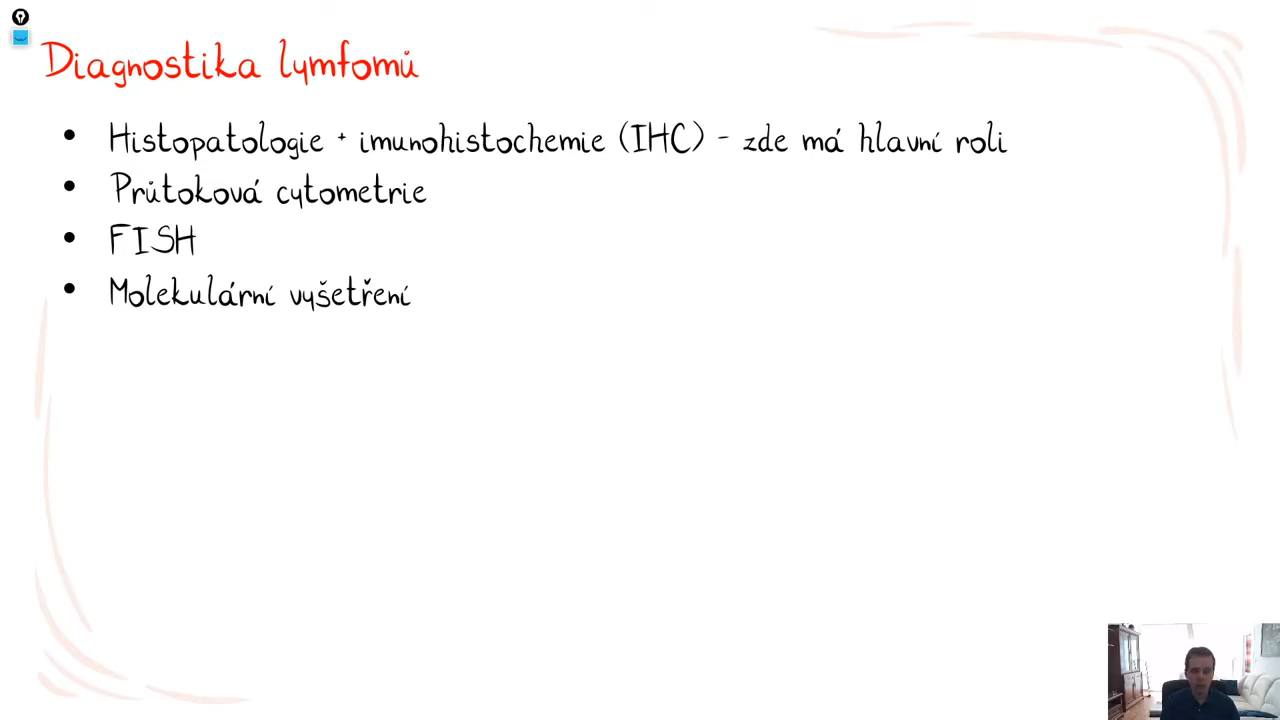 Diagnostika lymfomů
• Histopatologie + imunohistochemie (IHC) - zde má hlavní roli
• Průtoková cytometrie
• FISH
• Molekulární vyšetření